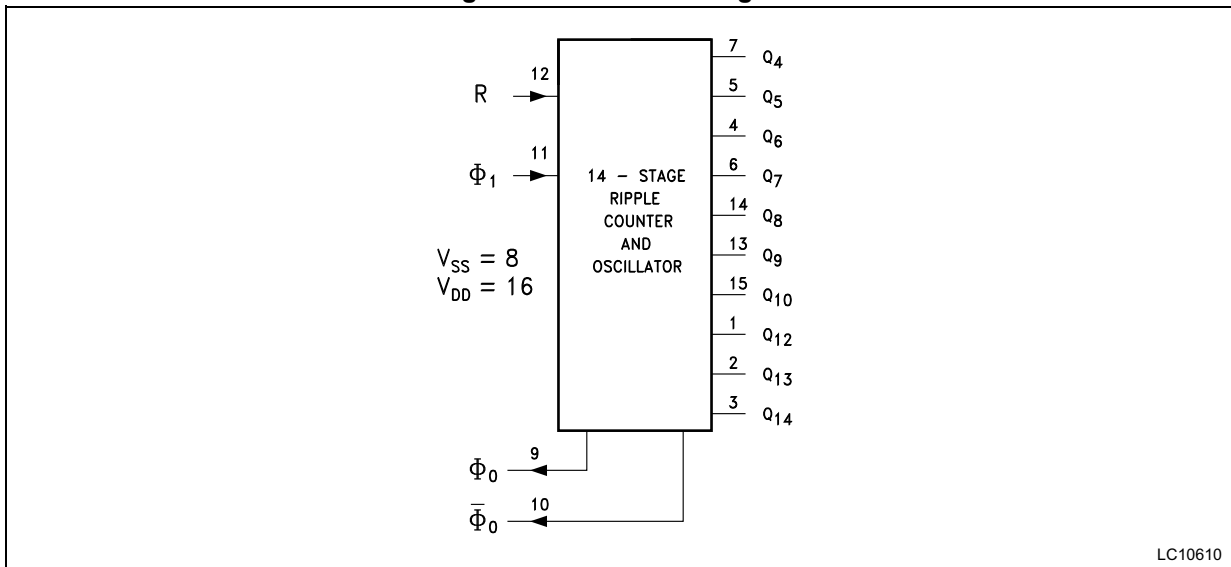 12
R
11
Φ1
14 - STAGE
RIPPLE
COUNTER
AND
OSCILLATOR
VSS = 8
VDD = 16
7 Q4
5 Q5
4 Q6
6 Q7
14 Q8
13 Q9
15 Q10
1 Q12
2 Q13
3 Q14
9
Φ0
10
Φ̅0
LC10610